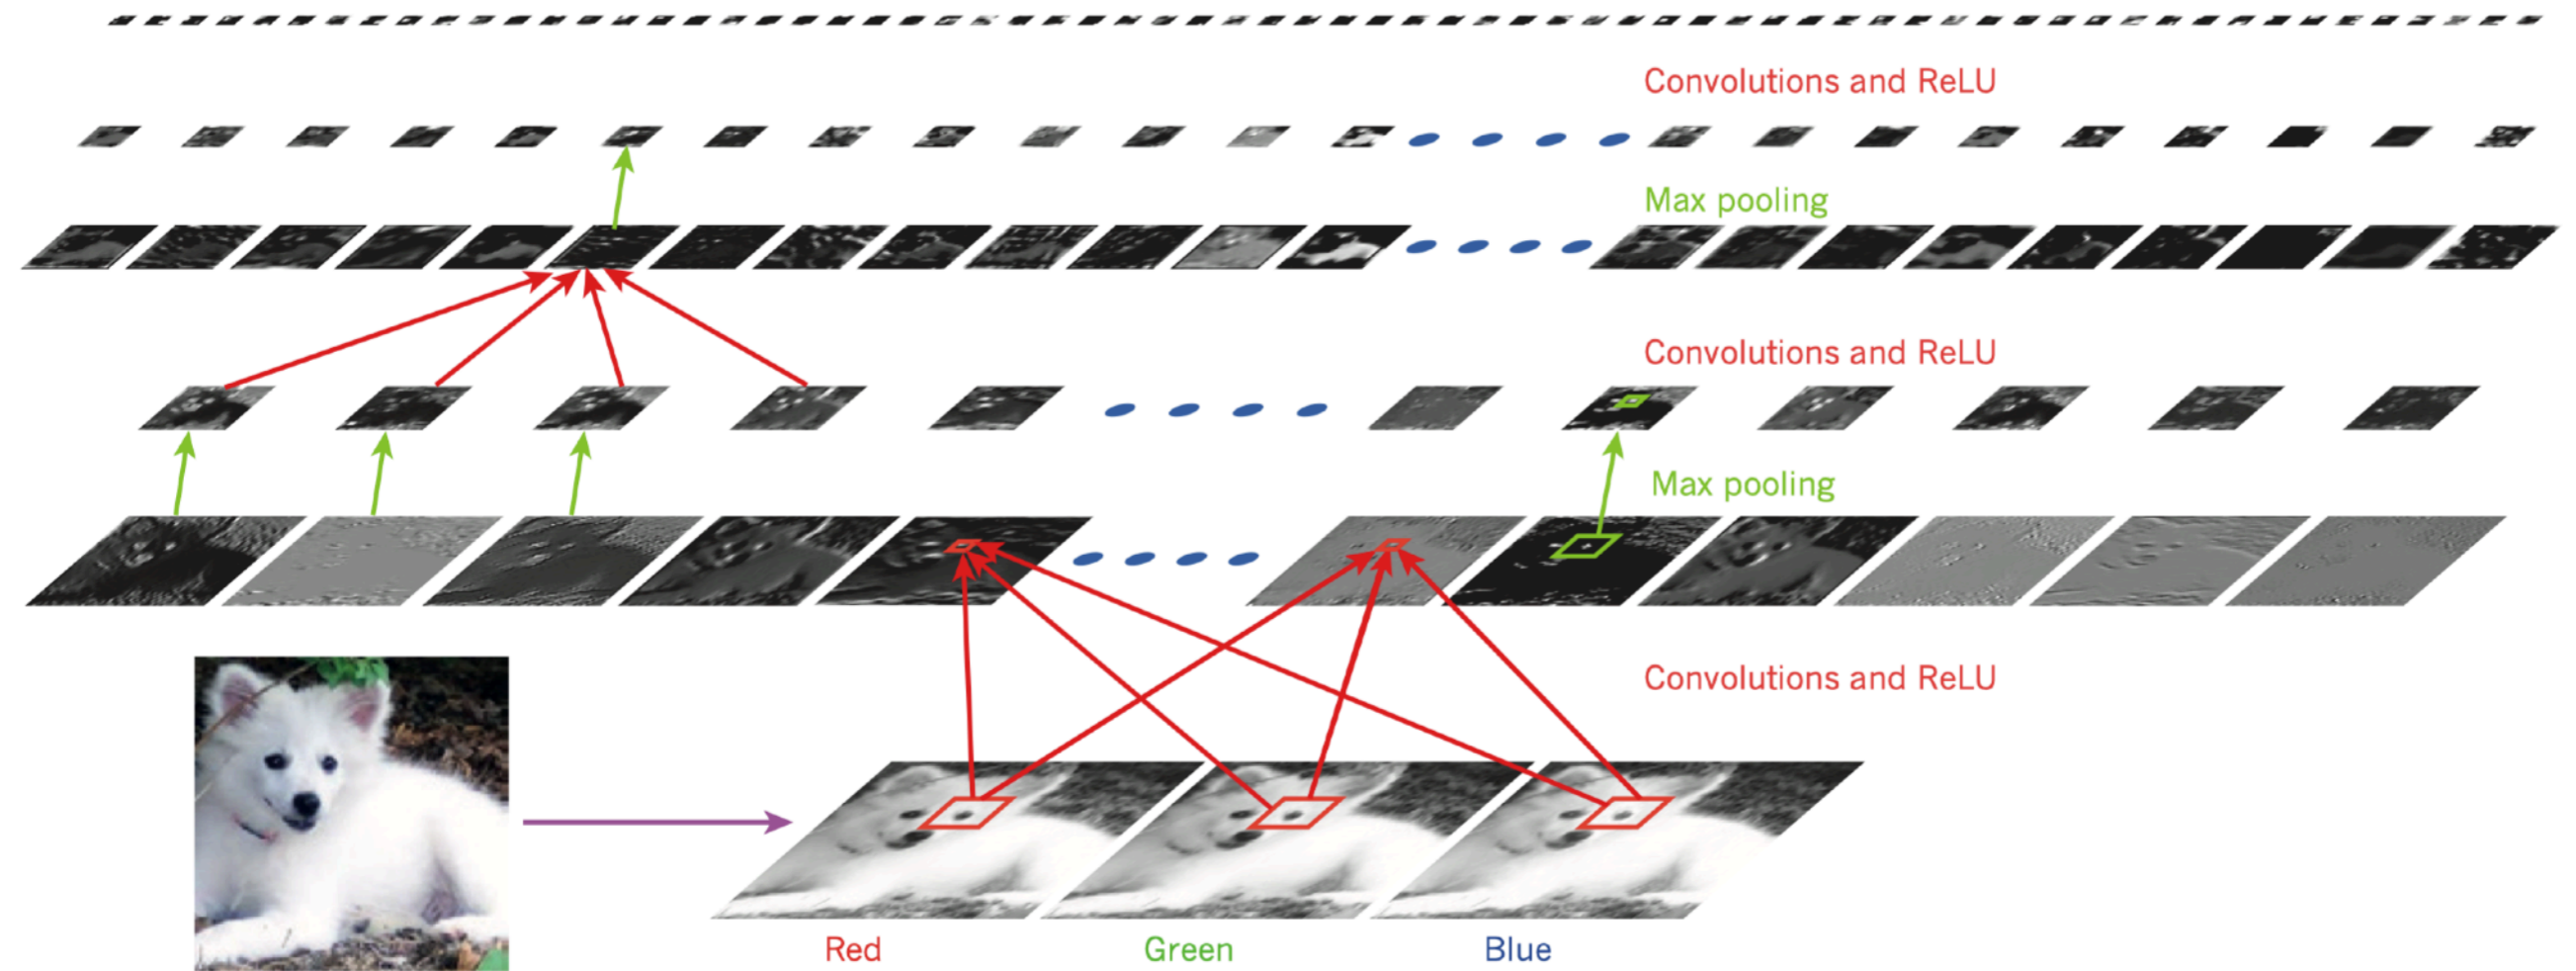 Convolutions and ReLU
Max pooling
Convolutions and ReLU
Max pooling
Convolutions and ReLU
Red
Green
Blue